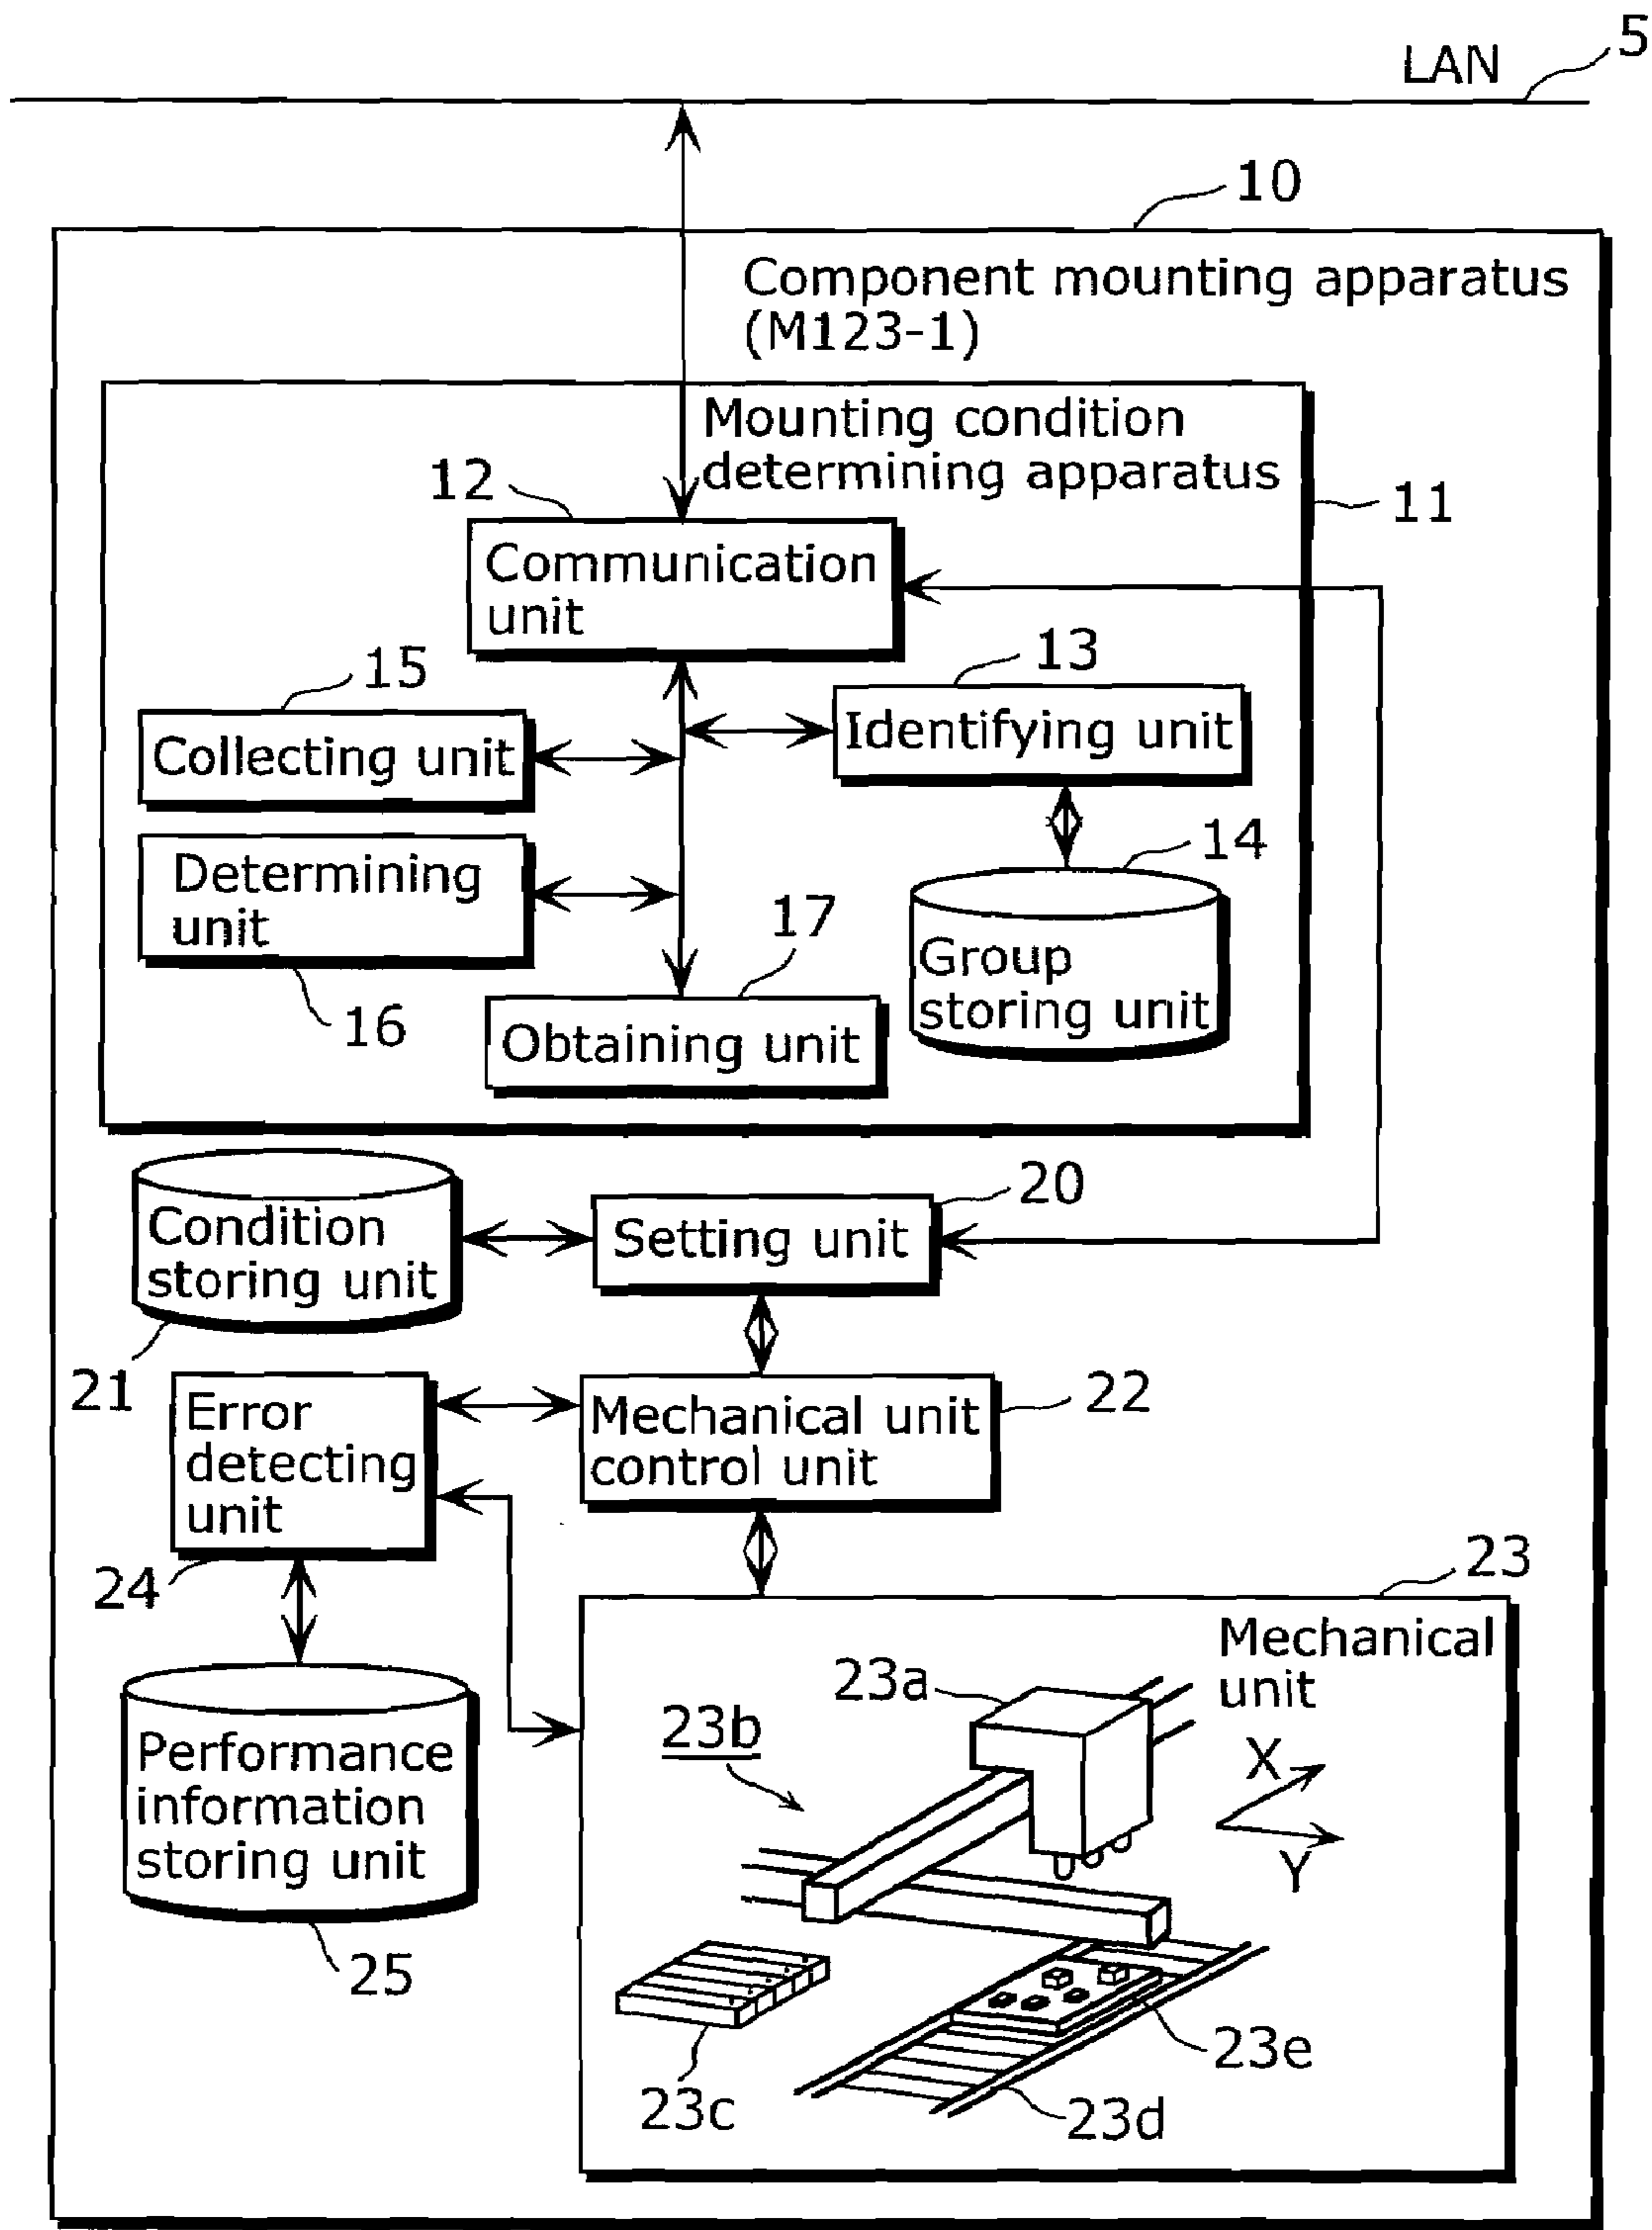 5
LAN
10
Component mounting apparatus
(M123-1)
Mounting condition
determining apparatus
12
11
Communication
unit
15
13
Collecting unit
Identifying unit
14
Determining
unit
17
Group
storing unit
16
Obtaining unit
20
Condition
storing unit
Setting unit
21
22
Error
detecting
unit
Mechanical unit
control unit
24
23
Mechanical
unit
23a
23b
X
Y
Performance
information
storing unit
25
23c
23e
23d